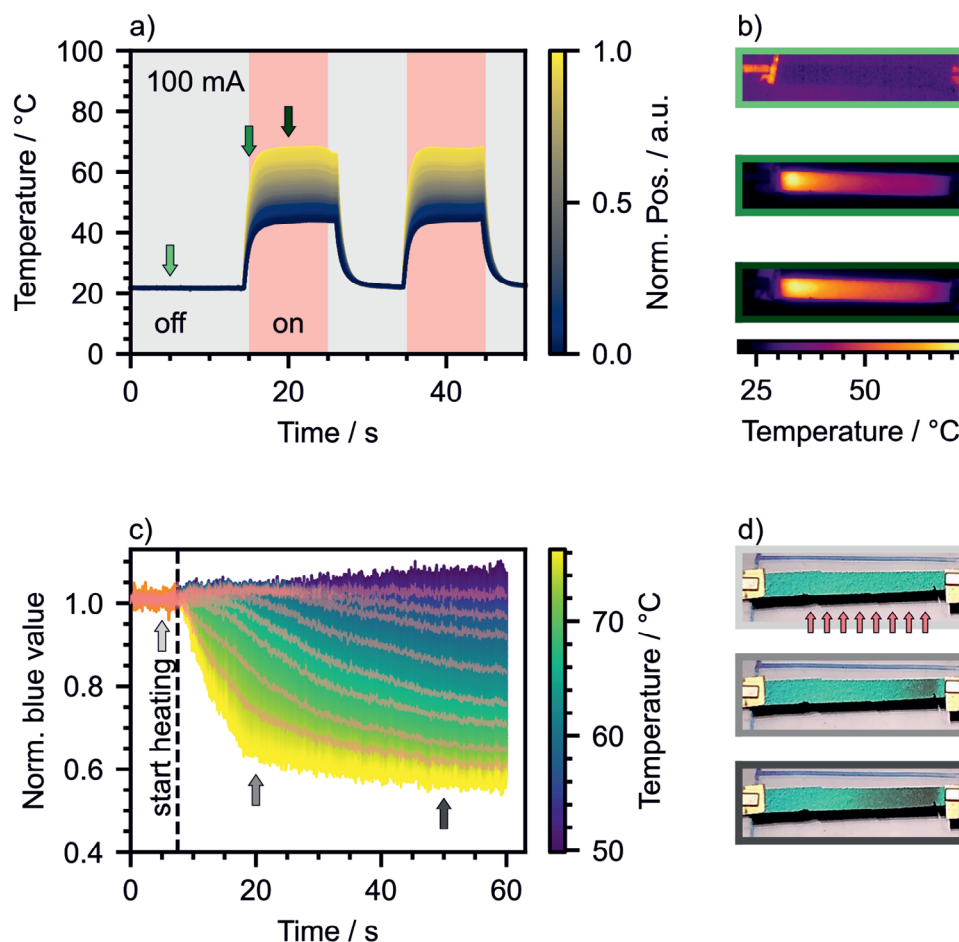 a)
100
80
60
40
20
0
Temperature / °C
100 mA
off
on
0
20
40
Time / s
1.0
0.5
0.0
Norm. Pos. / a.u.
b)
25
50
Temperature / °C
c)
1.0
0.8
0.6
0.4
Norm. blue value
start heating
0
20
40
60
Time / s
70
60
50
Temperature / °C
d)